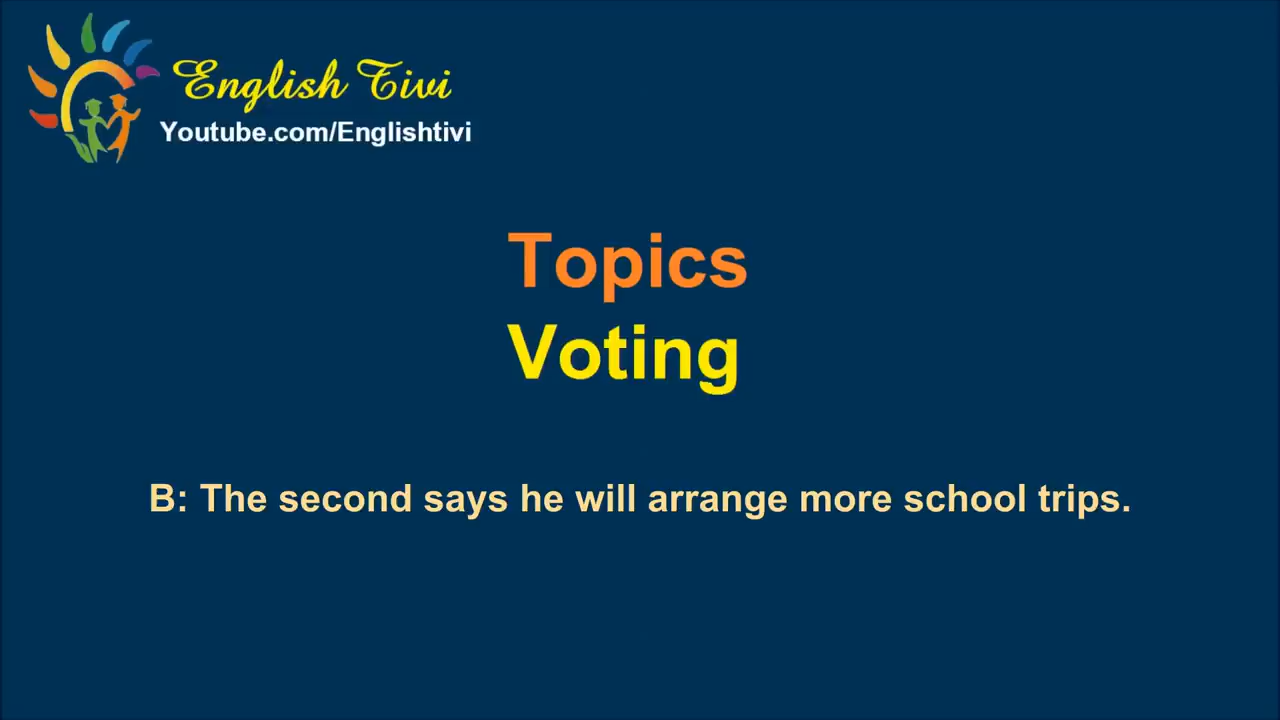 English Tivi
Youtube.com/Englishtivi
Topics
Voting
B: The second says he will arrange more school trips.